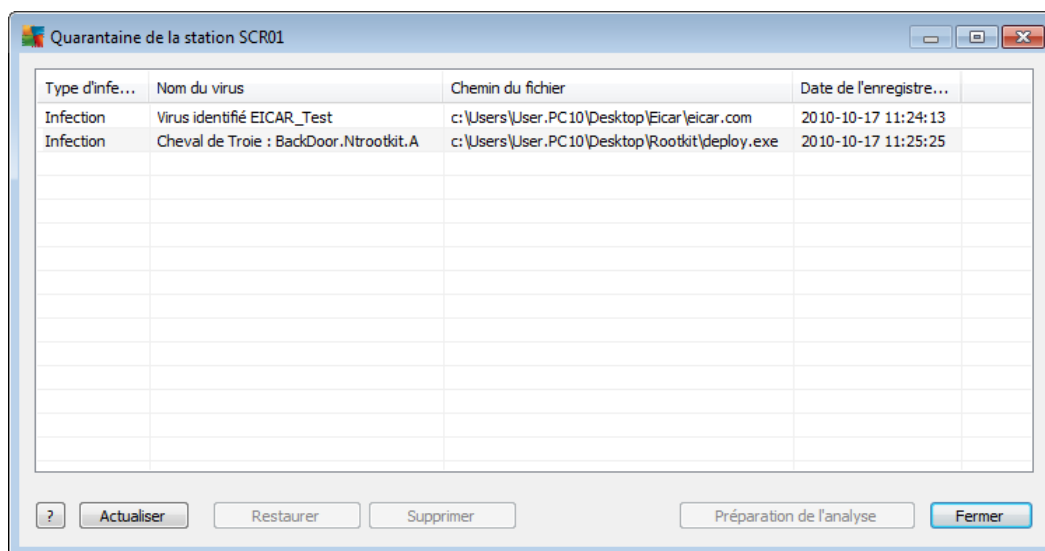 Quarantaine de la station SCR01
Type d'infe... Nom du virus Chemin du fichier Date de l'enregistre...
Infection Virus identifié EICAR_Test c:\Users\User.PC10\Desktop\Eicar\eicar.com 2010-10-17 11:24:13
Infection Cheval de Troie : BackDoor.Ntrootkit.A c:\Users\User.PC10\Desktop\Rootkit\deploy.exe 2010-10-17 11:25:25
? Actualiser Restaurer Supprimer Préparation de l'analyse Fermer